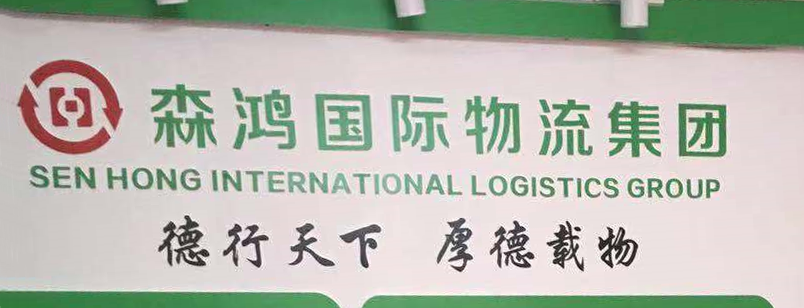 森鸿国际物流集团
SEN HONG INTERNATIONAL LOGISTICS GROUP
德行天下 厚德载物